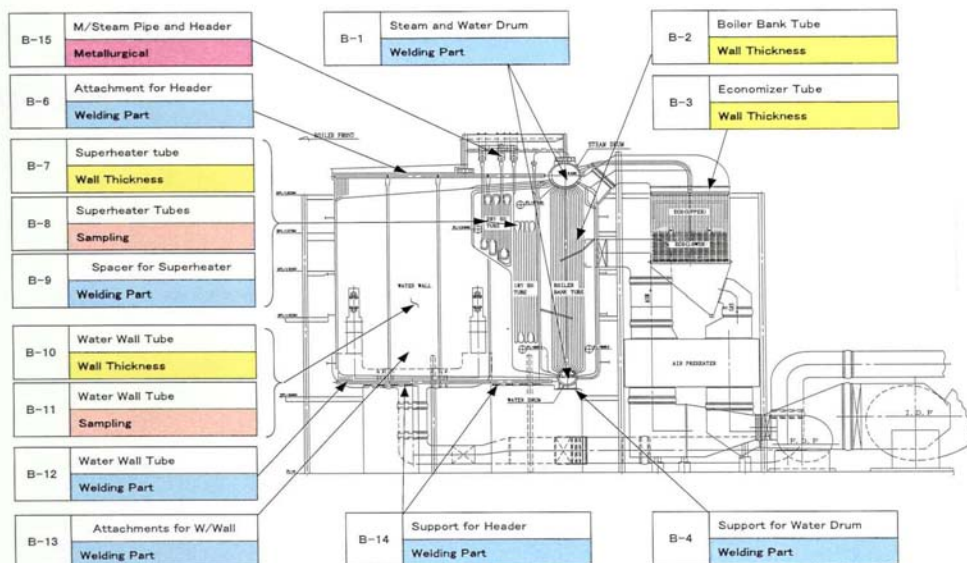 B-15
M/Steam Pipe and Header
Metallurgical
B-1
Steam and Water Drum
Welding Part
B-2
Boiler Bank Tube
Wall Thickness
B-6
Attachment for Header
Welding Part
B-3
Economizer Tube
Wall Thickness
B-7
Superheater tube
Wall Thickness
B-8
Superheater Tubes
Sampling
B-9
Spacer for Superheater
Welding Part
B-10
Water Wall Tube
Wall Thickness
B-11
Water Wall Tube
Sampling
B-12
Water Wall Tube
Welding Part
B-13
Attachments for W/Wall
Welding Part
B-14
Support for Header
Welding Part
B-4
Support for Water Drum
Welding Part
BOILER FRONT
STEAM DRUM
WATER WALL
TUBE
BOILER
BANK TUBE
WATER DRUM
AIR PREHEATER
GAS
I.D.F
F.D.F